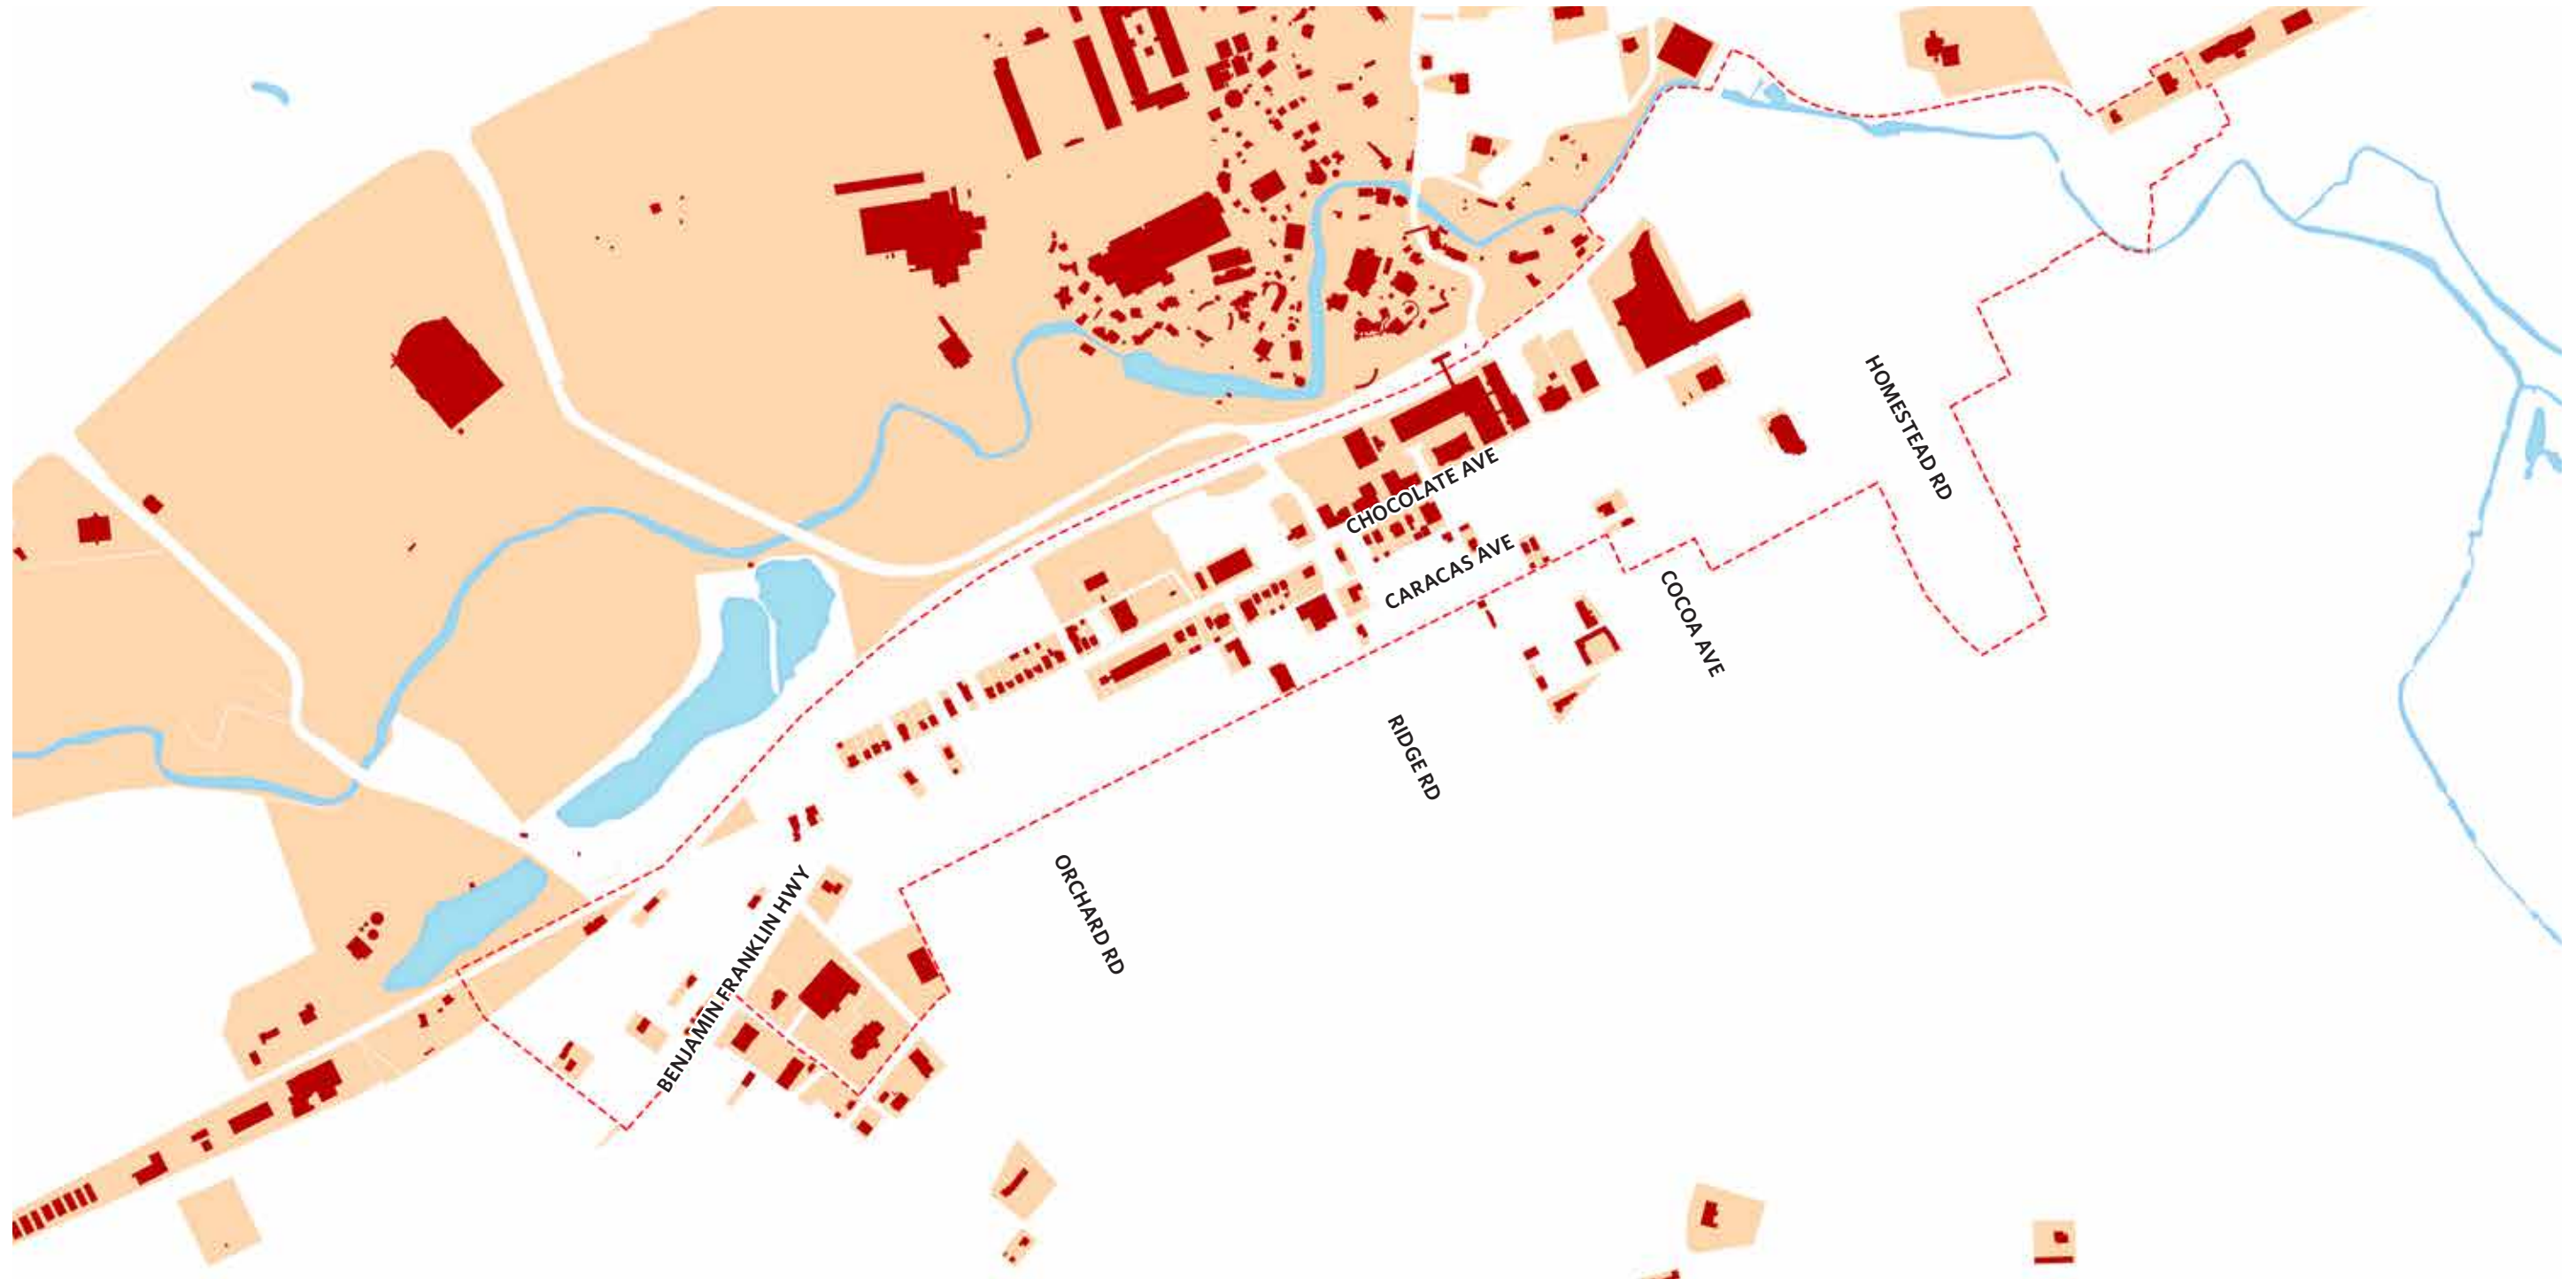 HOMESTEAD RD
CHOCOLATE AVE
CARACAS AVE
COCOA AVE
RIDGE RD
ORCHARD RD
BENJAMIN FRANKLIN HWY